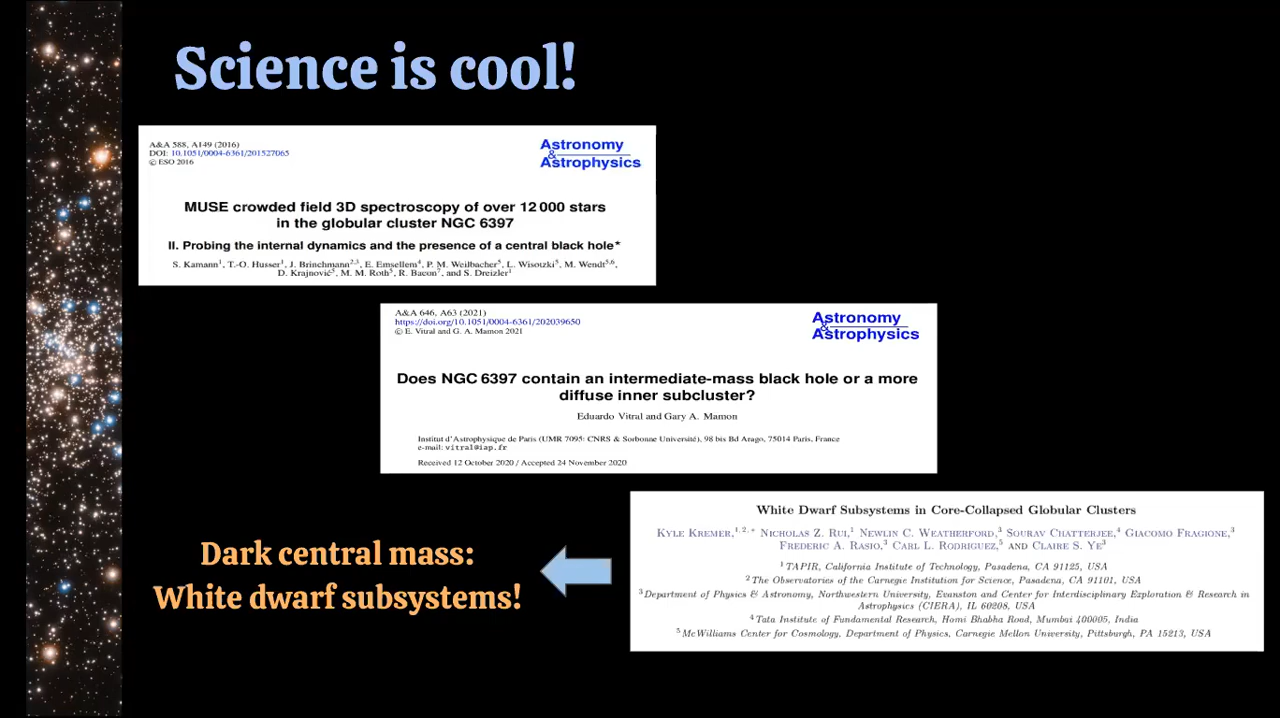 Science is cool!
A&A 588, A149 (2016)
DOI: 10.1051/0004-6361/201527065
© ESO 2016
Astronomy
&
Astrophysics
MUSE crowded field 3D spectroscopy of over 12 000 stars
in the globular cluster NGC 6397
II. Probing the internal dynamics and the presence of a central black hole*
S. Kamann1, T.-O. Husser1, J. Brinchmann2,3, E. Emsellem4, P. M. Weilbacher5, L. Wisotzki5, M. Wendt5,6,
D. Krajnović5, M. M. Roth5, R. Bacon7, and S. Dreizler1
A&A 646, A63 (2021)
https://doi.org/10.1051/0004-6361/202039650
© E. Vitral and G. A. Mamon 2021
Astronomy
&
Astrophysics
Does NGC 6397 contain an intermediate-mass black hole or a more
diffuse inner subcluster?
Eduardo Vitral and Gary A. Mamon
Institut d'Astrophysique de Paris (UMR 7095: CNRS & Sorbonne Université), 98 bis Bd Arago, 75014 Paris, France
e-mail: vitral@iap.fr
Received 12 October 2020 / Accepted 24 November 2020
White Dwarf Subsystems in Core-Collapsed Globular Clusters
Kyle Kremer,1,2,* Nicholas Z. Rui,1 Newlin C. Weatherford,3 Sourav Chatterjee,4 Giacomo Fragione,3
Frederic A. Rasio,3 Carl L. Rodriguez,5 and Claire S. Ye3
1 TAPIR, California Institute of Technology, Pasadena, CA 91125, USA
2 The Observatories of the Carnegie Institution for Science, Pasadena, CA 91101, USA
3 Department of Physics & Astronomy, Northwestern University, Evanston and Center for Interdisciplinary Exploration & Research in
Astrophysics (CIERA), IL 60208, USA
4 Tata Institute of Fundamental Research, Homi Bhabha Road, Mumbai 400005, India
5 McWilliams Center for Cosmology, Department of Physics, Carnegie Mellon University, Pittsburgh, PA 15213, USA
Dark central mass:
White dwarf subsystems!